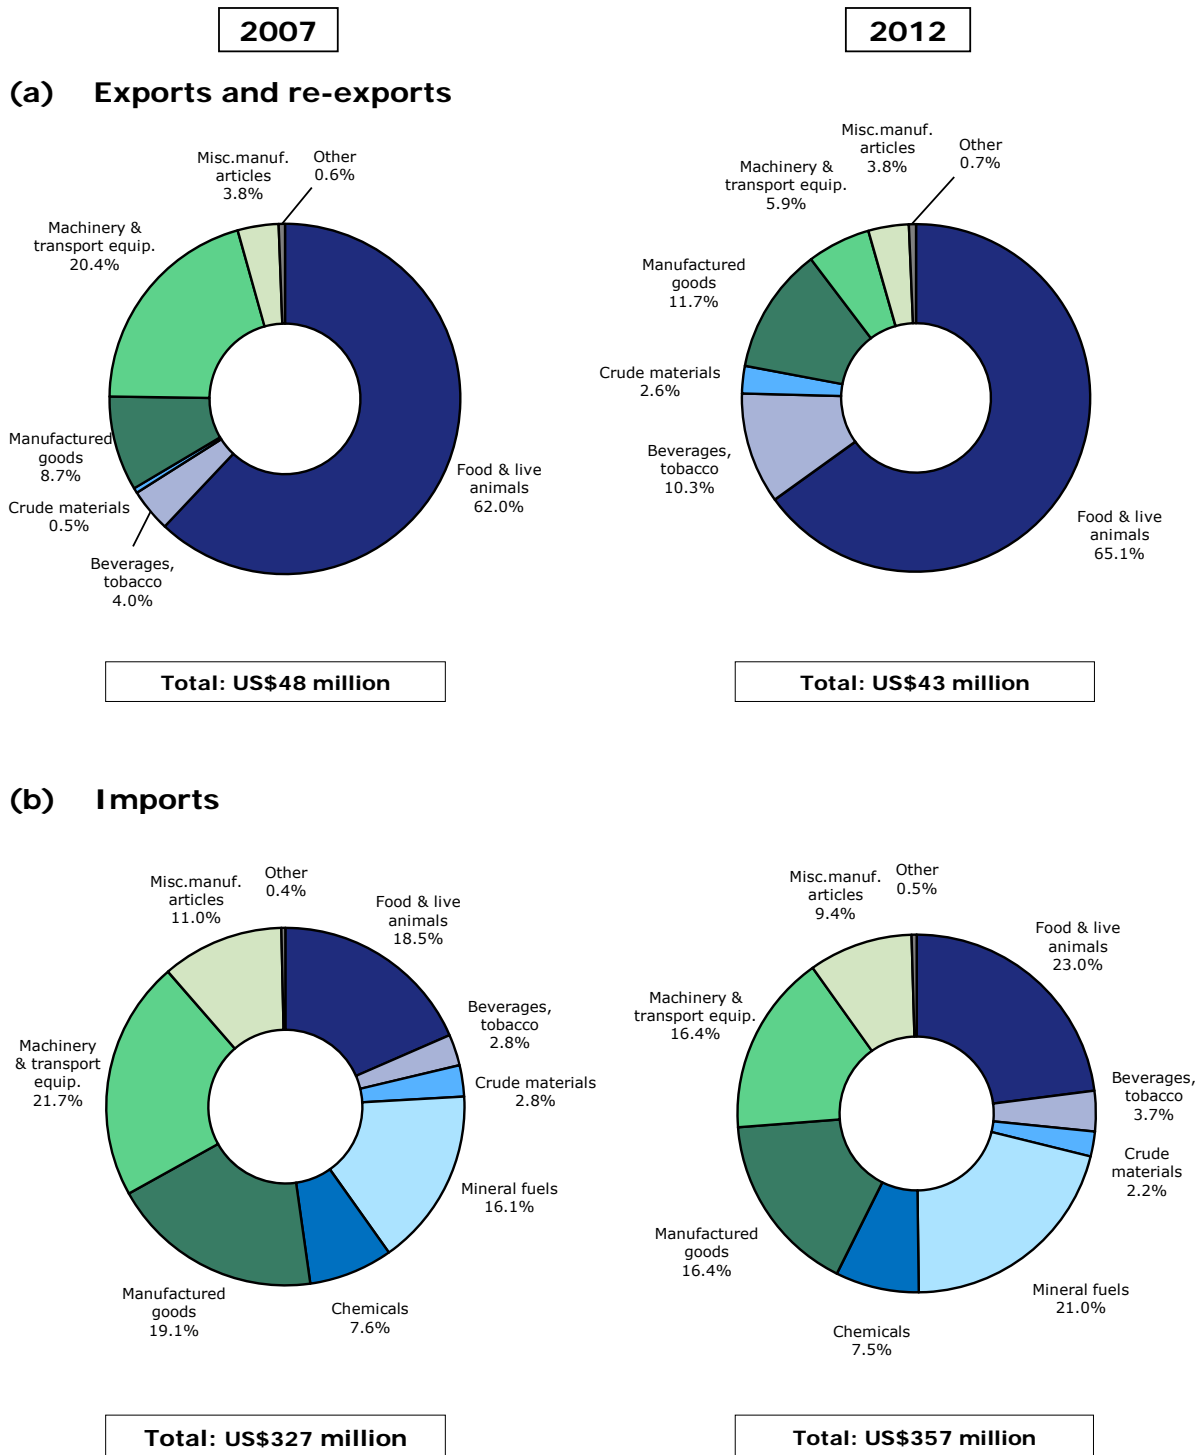 2007
2012
(a) Exports and re-exports
Misc.manuf.
articles
3.8%
Other
0.6%
Machinery &
transport equip.
20.4%
Manufactured
goods
8.7%
Crude materials
0.5%
Beverages,
tobacco
4.0%
Food & live
animals
62.0%
Misc.manuf.
articles
3.8%
Other
0.7%
Machinery &
transport equip.
5.9%
Manufactured
goods
11.7%
Crude materials
2.6%
Beverages,
tobacco
10.3%
Food & live
animals
65.1%
Total: US$48 million
Total: US$43 million
(b) Imports
Other
0.4%
Misc.manuf.
articles
11.0%
Food & live
animals
18.5%
Beverages,
tobacco
2.8%
Crude materials
2.8%
Machinery
& transport
equip.
21.7%
Mineral fuels
16.1%
Manufactured
goods
19.1%
Chemicals
7.6%
Other
0.5%
Misc.manuf.
articles
9.4%
Food & live
animals
23.0%
Machinery &
transport equip.
16.4%
Beverages,
tobacco
3.7%
Crude
materials
2.2%
Manufactured
goods
16.4%
Mineral fuels
21.0%
Chemicals
7.5%
Total: US$327 million
Total: US$357 million